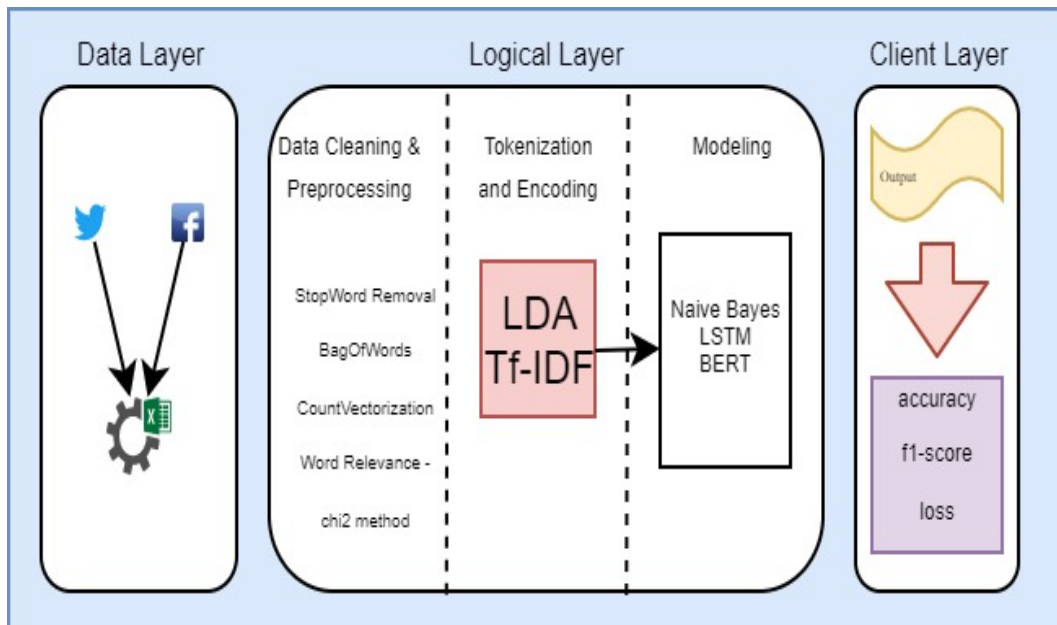 Data Layer
Logical Layer
Client Layer
Data Cleaning &
Preprocessing
StopWord Removal
BagOfWords
CountVectorization
Word Relevance -
chi2 method
Tokenization
and Encoding
LDA
Tf-IDF
Modeling
Naive Bayes
LSTM
BERT
Output
accuracy
f1-score
loss